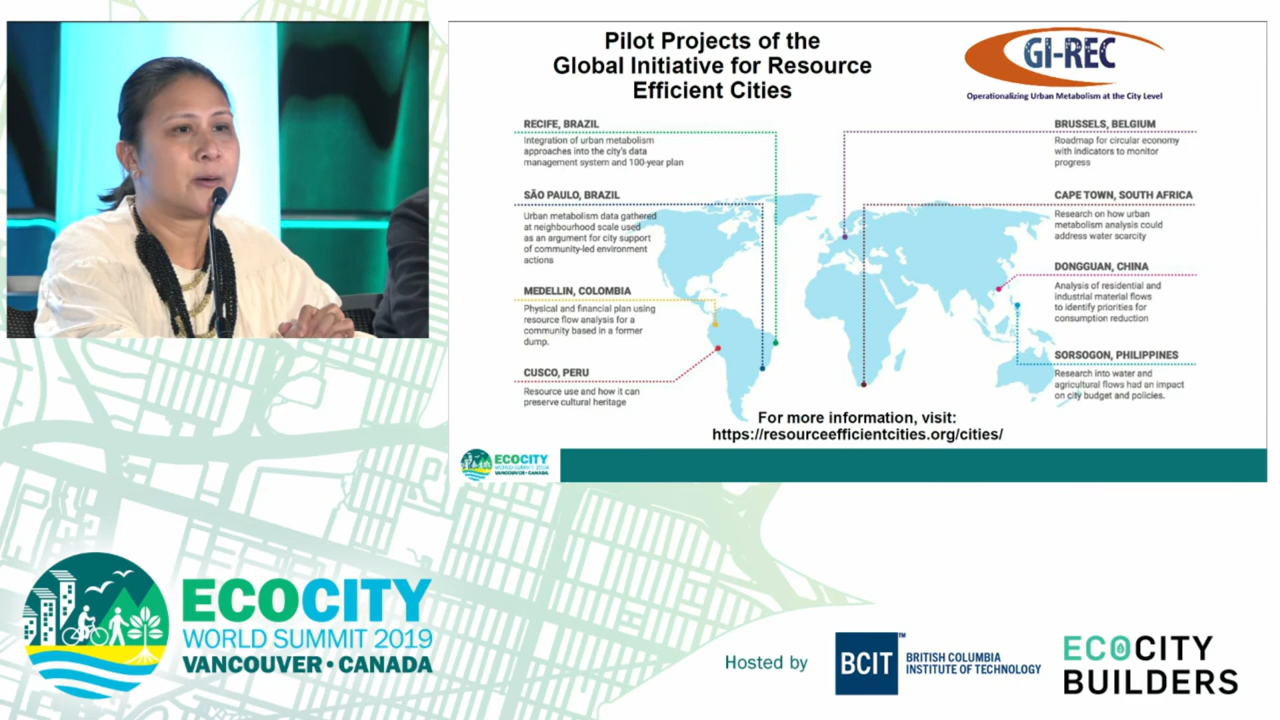 Pilot Projects of the
Global Initiative for Resource
Efficient Cities
GI-REC
Operationalizing Urban Metabolism at the City Level
RECIFE, BRAZIL
Integration of urban metabolism
approaches into the city's data
management system and 100-year plan
SÃO PAULO, BRAZIL
Urban metabolism data gathered
at neighbourhood scale used
as an argument for city support
of community-led environment
actions
MEDELLIN, COLOMBIA
Physical and financial plan using
resource flow analysis for a
community based in a former
dump.
CUSCO, PERU
Resource use and how it can
preserve cultural heritage
BRUSSELS, BELGIUM
Roadmap for circular economy
with indicators to monitor
progress
CAPE TOWN, SOUTH AFRICA
Research on how urban
metabolism analysis could
address water scarcity
DONGGUAN, CHINA
Analysis of residential and
industrial material flows
to identify priorities for
consumption reduction
SORSOGON, PHILIPPINES
Research into water and
agricultural flows had an impact
on city budget and policies.
For more information, visit:
https://resourceefficientcities.org/cities/
ECOCITY
WORLD SUMMIT 2019
VANCOUVER • CANADA
ECOCITY
WORLD SUMMIT 2019
VANCOUVER • CANADA
Hosted by
BCIT™
BRITISH COLUMBIA
INSTITUTE OF TECHNOLOGY
ECOCITY
BUILDERS